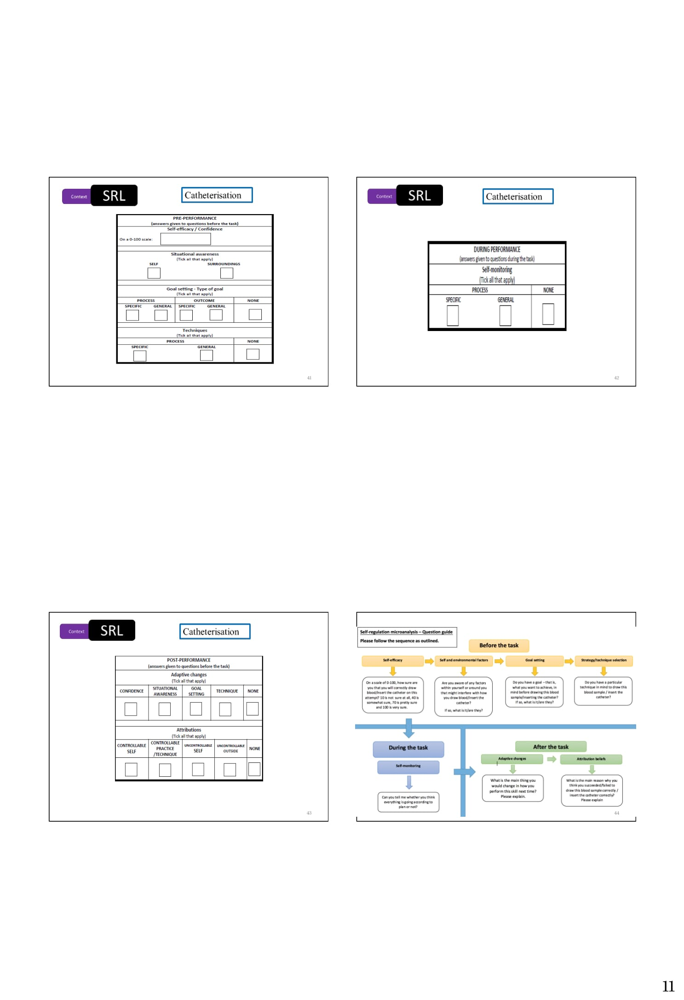 Context SRL Catheterisation
PRE-PERFORMANCE
(answers given to questions before the task)
Self-efficacy / Confidence
On a 0-100 scale:
Situational awareness
(Tick all that apply)
SELF SURROUNDINGS
Goal setting - Type of goal
(Tick all that apply)
PROCESS OUTCOME NONE
SPECIFIC GENERAL SPECIFIC GENERAL
Techniques
(Tick all that apply)
PROCESS NONE
SPECIFIC GENERAL
41
Context SRL Catheterisation
DURING PERFORMANCE
(answers given to questions during the task)
Self-monitoring
(Tick all that apply)
PROCESS NONE
SPECIFIC GENERAL
42
Context SRL Catheterisation
POST-PERFORMANCE
(answers given to questions before the task)
Adaptive changes
(Tick all that apply)
CONFIDENCE
SITUATIONAL
AWARENESS
GOAL
SETTING
TECHNIQUE
NONE
Attributions
(Tick all that apply)
CONTROLLABLE
SELF
CONTROLLABLE
PRACTICE
/TECHNIQUE
UNCONTROLLABLE
SELF
UNCONTROLLABLE
OUTSIDE
NONE
43
Self-regulation microanalysis – Question guide
Please follow the sequence as outlined.
Before the task
Self-efficacy
On a scale of 0-100, how sure are
you that you will correctly draw
blood/insert the catheter on this
attempt? 10 is not sure at all, 40 is
somewhat sure, 70 is pretty sure
and 100 is very sure.
Self and environmental factors
Are you aware of any factors
within yourself or around you
that might interfere with how
you draw blood/insert the
catheter?
If so, what is it/are they?
Goal setting
Do you have a goal – that is,
what you want to achieve, in
mind before drawing this blood
sample/inserting the catheter?
If so, what is it/are they?
Strategy/technique selection
Do you have a particular
technique in mind to draw this
blood sample / insert the
catheter?
During the task
Self-monitoring
Can you tell me whether you think
everything is going according to
plan or not?
After the task
Adaptive changes
What is the main thing you
would change in how you
perform this skill next time?
Please explain.
Attribution beliefs
What is the main reason why you
think you succeeded/failed to
draw this blood sample correctly /
insert the catheter correctly?
Please explain
44
11